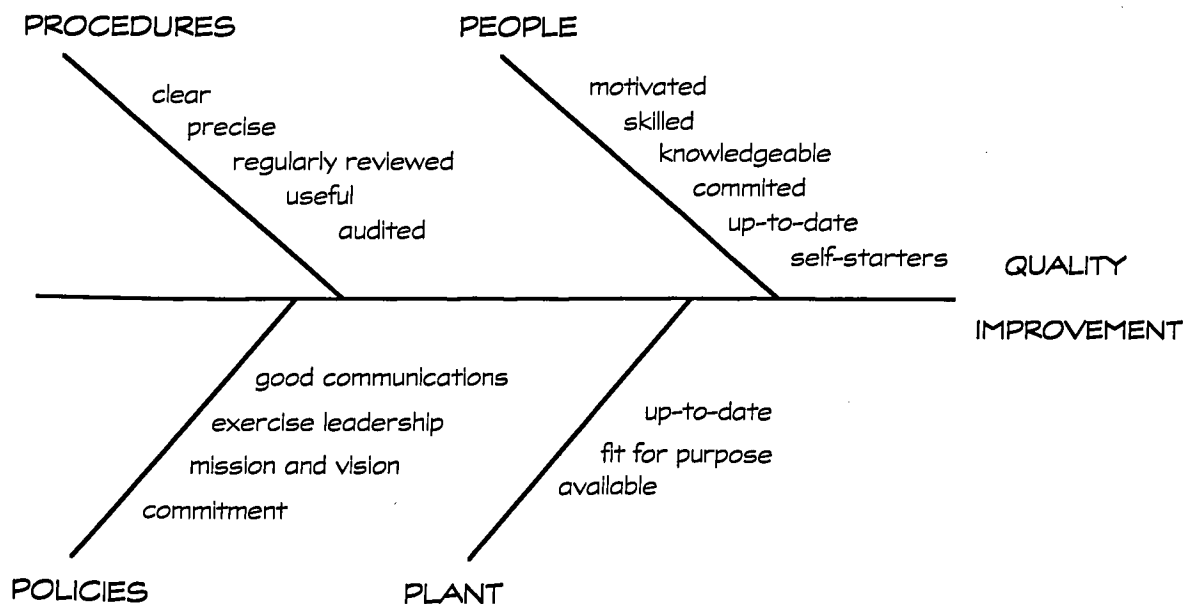 PROCEDURES
clear
precise
regularly reviewed
useful
audited
PEOPLE
motivated
skilled
knowledgeable
commited
up-to-date
self-starters
QUALITY
IMPROVEMENT
good communications
exercise leadership
mission and vision
commitment
POLICIES
up-to-date
fit for purpose
available
PLANT